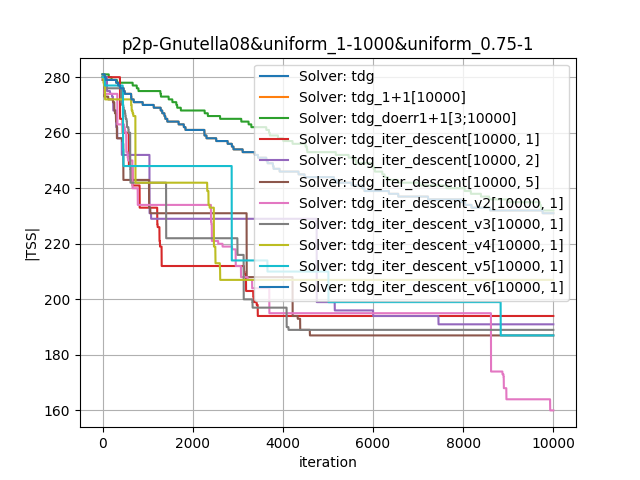 p2p-Gnutella08&uniform_1-1000&uniform_0.75-1
280
260
240
220
200
180
160
|TSS|
Solver: tdg
Solver: tdg_1+1[10000]
Solver: tdg_doerr1+1[3;10000]
Solver: tdg_iter_descent[10000, 1]
Solver: tdg_iter_descent[10000, 2]
Solver: tdg_iter_descent[10000, 5]
Solver: tdg_iter_descent_v2[10000, 1]
Solver: tdg_iter_descent_v3[10000, 1]
Solver: tdg_iter_descent_v4[10000, 1]
Solver: tdg_iter_descent_v5[10000, 1]
Solver: tdg_iter_descent_v6[10000, 1]
0 2000 4000 6000 8000 10000
iteration